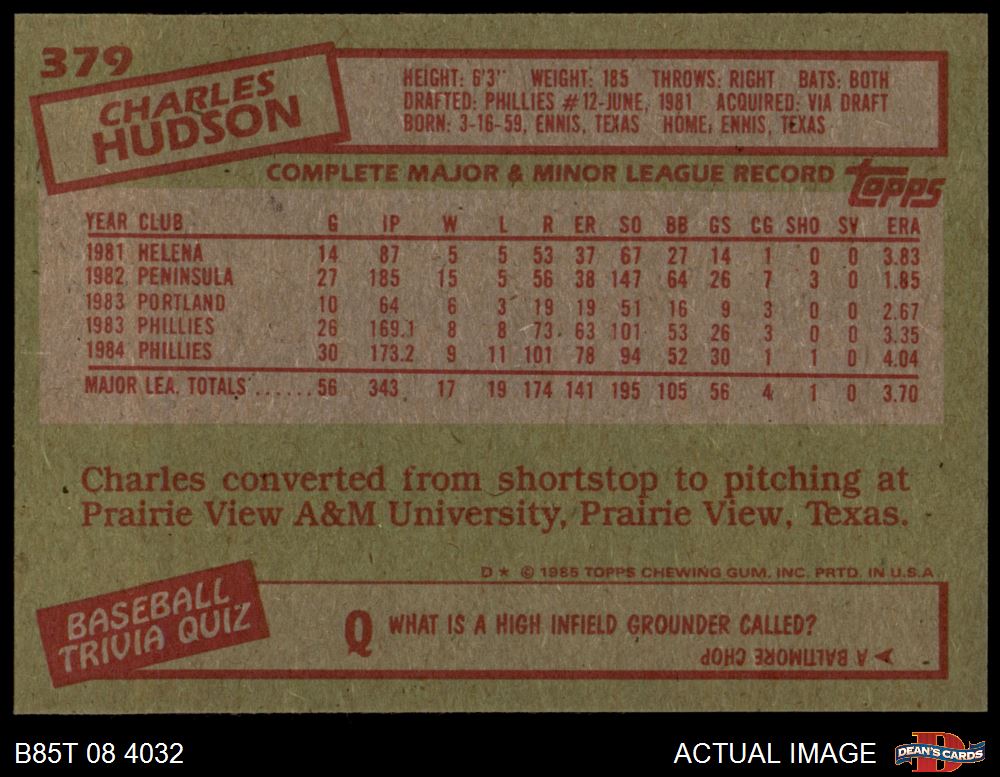 379
CHARLES
HUDSON
HEIGHT: 6'3" WEIGHT: 185 THROWS: RIGHT BATS: BOTH
DRAFTED: PHILLIES #12-JUNE, 1981 ACQUIRED: VIA DRAFT
BORN: 3-16-59, ENNIS, TEXAS HOME: ENNIS, TEXAS
COMPLETE MAJOR & MINOR LEAGUE RECORD topps
YEAR CLUB G IP W L R ER SO BB GS CG SHO SV ERA
1981 HELENA 14 87 5 5 53 37 67 27 14 1 0 0 3.83
1982 PENINSULA 27 185 15 5 56 38 147 64 26 7 3 0 1.85
1983 PORTLAND 10 64 6 3 19 19 51 16 9 3 0 0 2.67
1983 PHILLIES 26 169.1 8 8 73 63 101 53 26 3 0 0 3.35
1984 PHILLIES 30 173.2 9 11 101 78 94 52 30 1 1 0 4.04
MAJOR LEA. TOTALS ...... 56 343 17 19 174 141 195 105 56 4 1 0 3.70
Charles converted from shortstop to pitching at
Prairie View A&M University, Prairie View, Texas.
D * © 1985 TOPPS CHEWING GUM, INC. PRTD. IN U.S.A.
BASEBALL
TRIVIA QUIZ
Q WHAT IS A HIGH INFIELD GROUNDER CALLED?
A BALTIMORE CHOP
B85T 08 4032 ACTUAL IMAGE DEAN'S CARDS